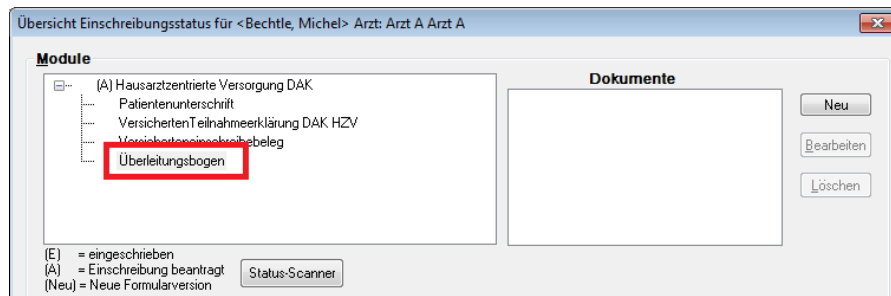 Übersicht Einschreibungsstatus für <Bechtle, Michel> Arzt: Arzt A Arzt A
Module
(A) Hausarztzentrierte Versorgung DAK
Patientenunterschrift
VersichertenTeilnahmeerklärung DAK HZV
Versicherteneinschreibebeleg
Überleitungsbogen
Dokumente
Neu
Bearbeiten
Löschen
(E) = eingeschrieben
(A) = Einschreibung beantragt
(Neu) = Neue Formularversion
Status-Scanner